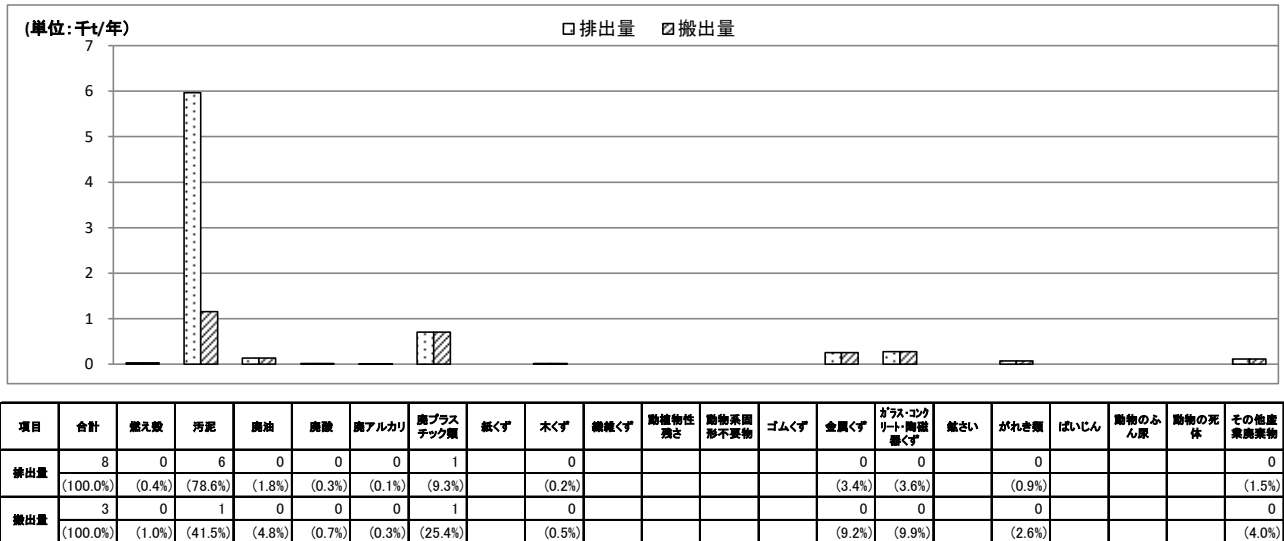 (単位:千t/年)
排出量 搬出量
7
6
5
4
3
2
1
0
項目 合計 燃え殻 汚泥 廃油 廃酸 廃アルカリ 廃プラスチック類 紙くず 木くず 繊維くず 動植物性残さ 動物系固形不要物 ゴムくず 金属くず ガラス・コンクリート・陶磁器くず 鉱さい がれき類 ばいじん 動物のふん尿 動物の死体 その他産業廃棄物
排出量 8 0 6 0 0 0 1 0 0 0 0 0
(100.0%) (0.4%) (78.6%) (1.8%) (0.3%) (0.1%) (9.3%) (0.2%) (3.4%) (3.6%) (0.9%) (1.5%)
搬出量 3 0 1 0 0 0 1 0 0 0 0 0
(100.0%) (1.0%) (41.5%) (4.8%) (0.7%) (0.3%) (25.4%) (0.5%) (9.2%) (9.9%) (2.6%) (4.0%)